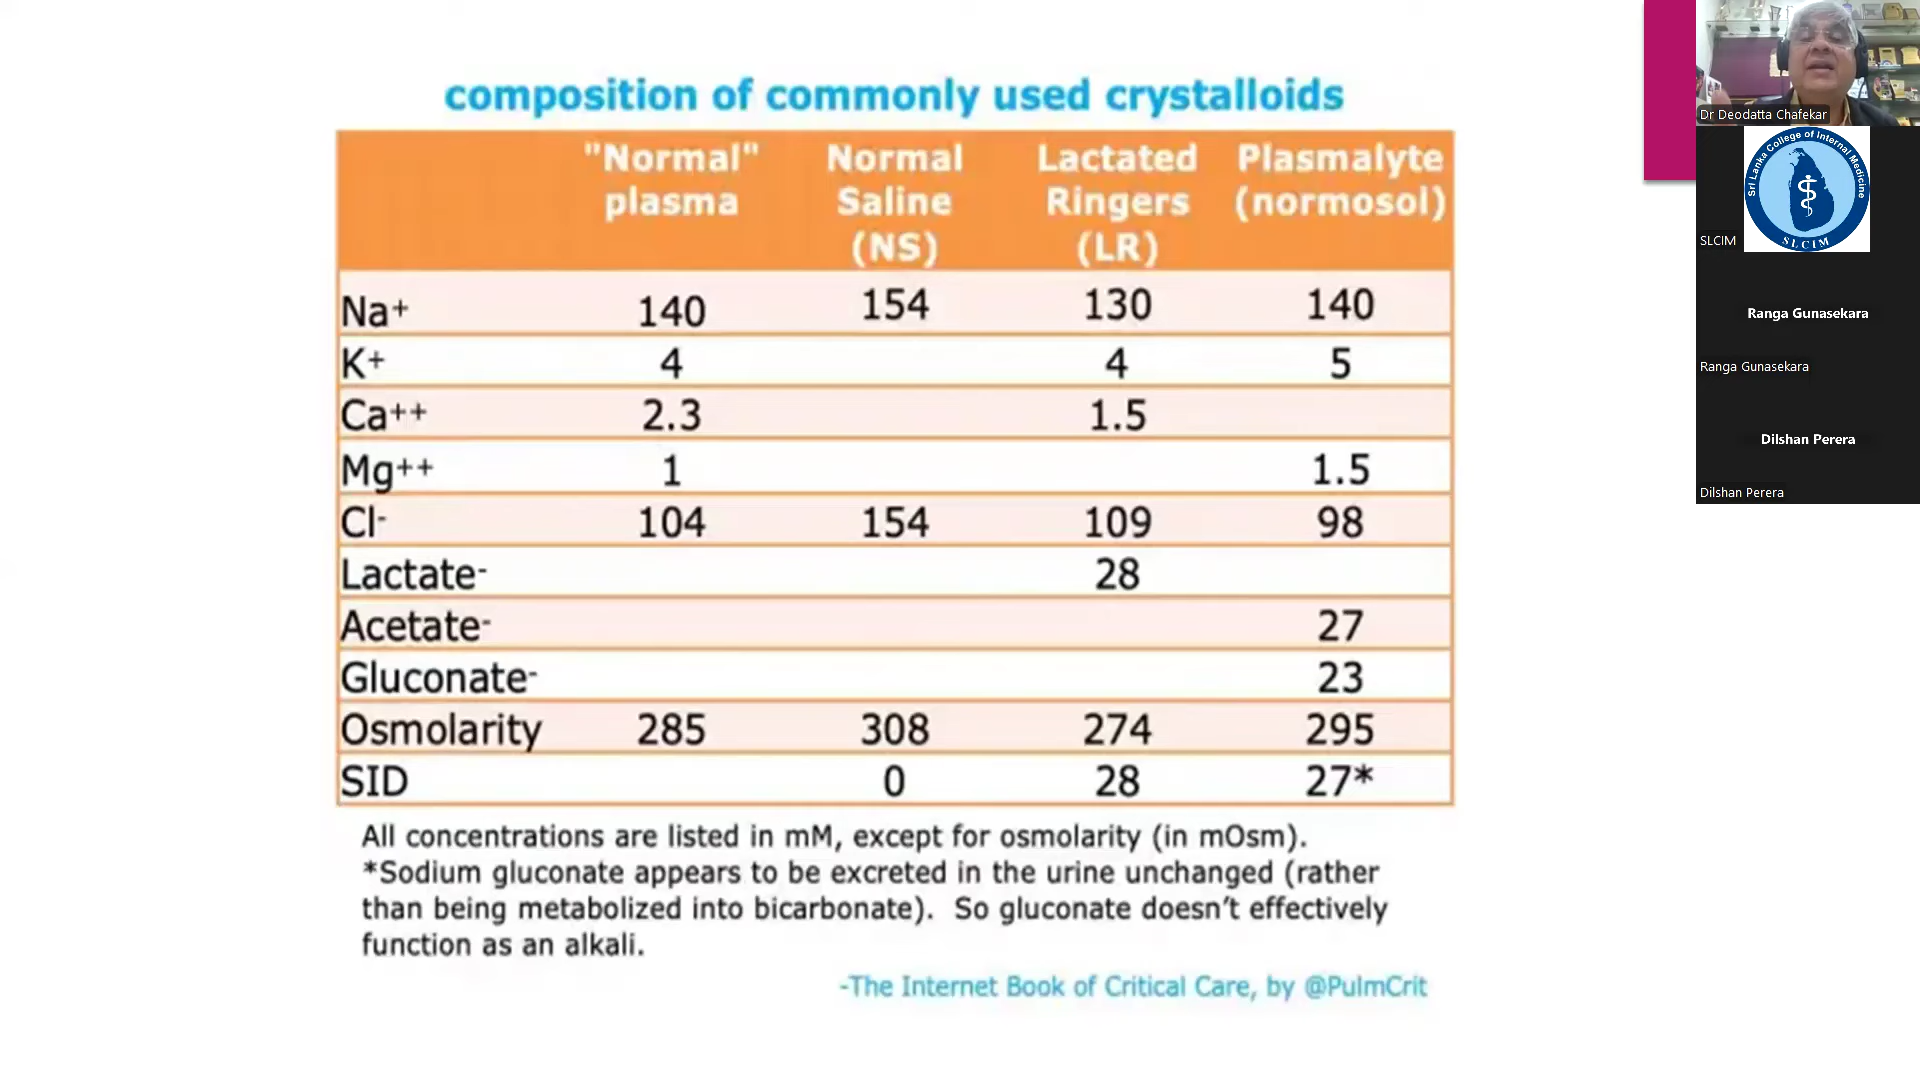 composition of commonly used crystalloids
"Normal" plasma
Normal Saline (NS)
Lactated Ringers (LR)
Plasmalyte (normosol)
Na+ 140 154 130 140
K+ 4 4 5
Ca++ 2.3 1.5
Mg++ 1 1.5
Cl- 104 154 109 98
Lactate- 28
Acetate- 27
Gluconate- 23
Osmolarity 285 308 274 295
SID 0 28 27*
All concentrations are listed in mM, except for osmolarity (in mOsm).
*Sodium gluconate appears to be excreted in the urine unchanged (rather
than being metabolized into bicarbonate).  So gluconate doesn’t effectively
function as an alkali.
-The Internet Book of Critical Care, by @PulmCrit
Dr Deodatta Chafekar
Sri Lanka College of Internal Medicine
SLCIM
SLCIM
Ranga Gunasekara
Ranga Gunasekara
Dilshan Perera
Dilshan Perera